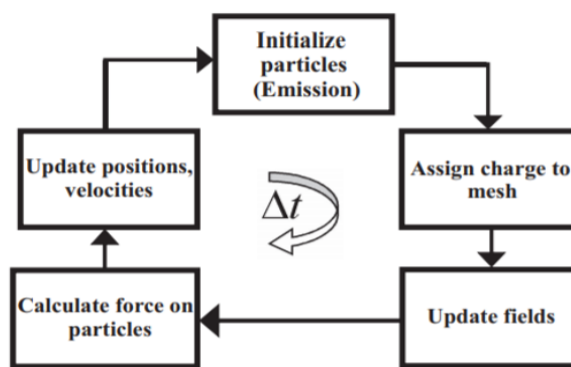 Initialize
particles
(Emission)
Update positions,
velocities
Assign charge to
mesh
Δt
Calculate force on
particles
Update fields